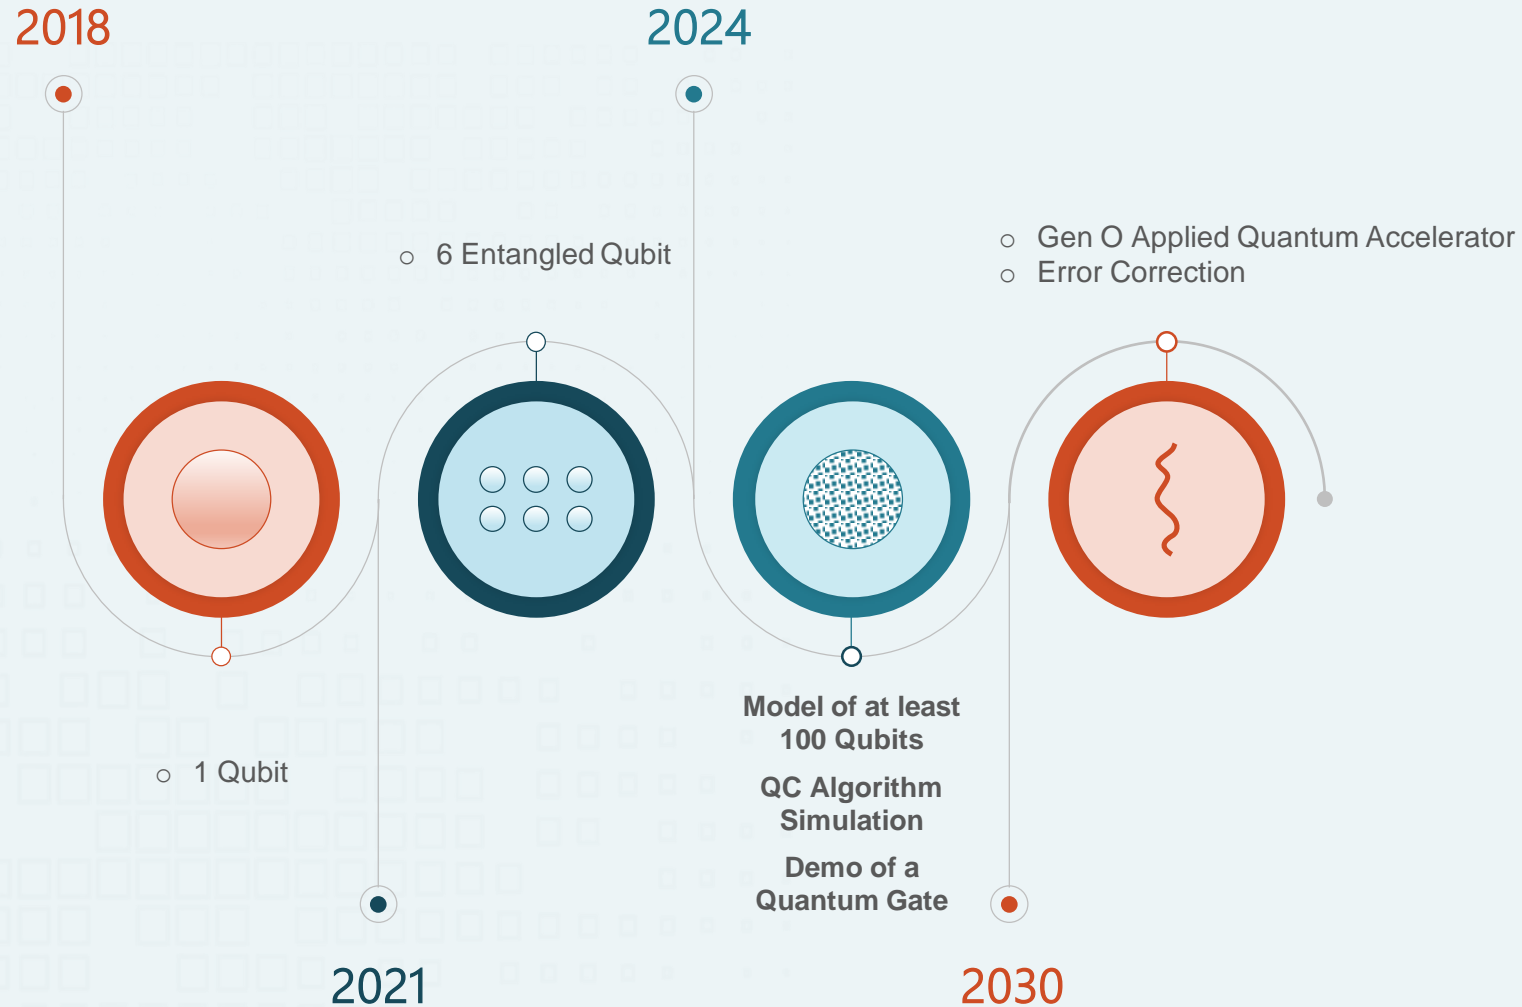 2018
2024
6 Entangled Qubit
Gen O Applied Quantum Accelerator
Error Correction
1 Qubit
Model of at least
100 Qubits
QC Algorithm
Simulation
Demo of a
Quantum Gate
2021
2030